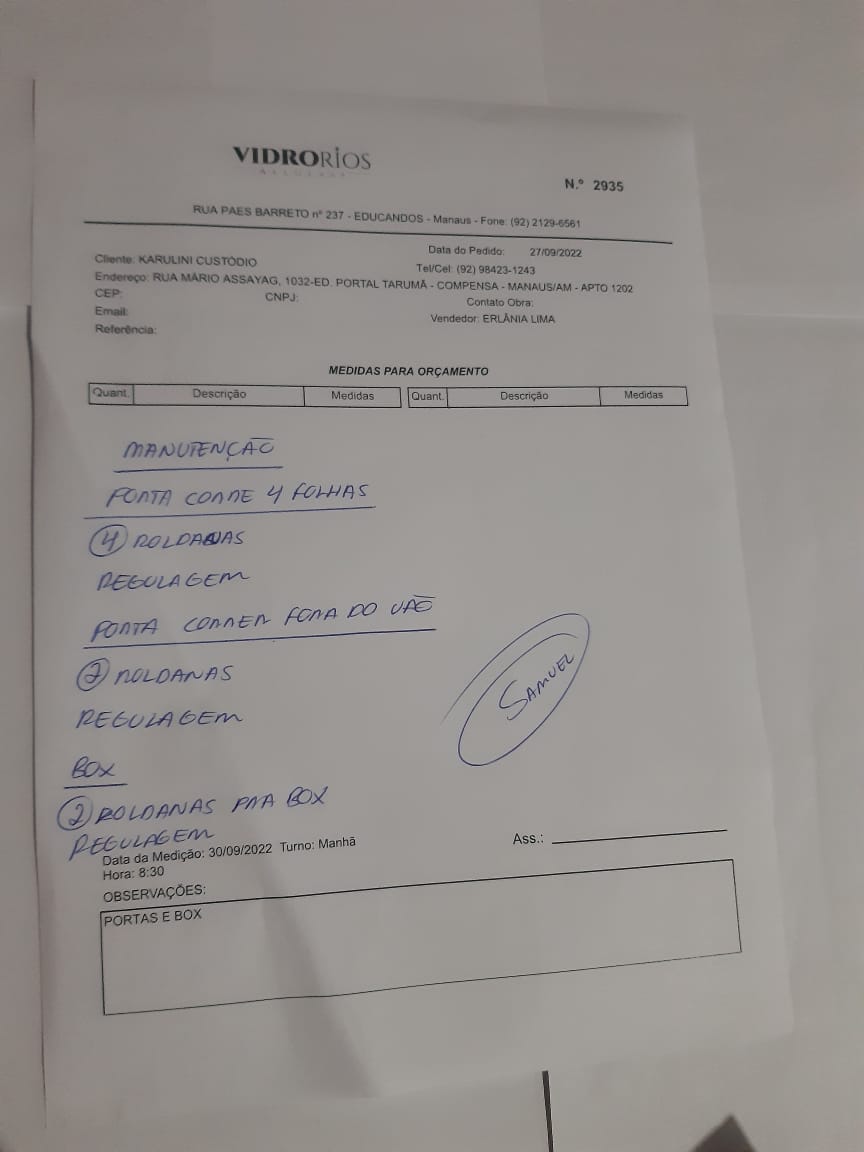 VIDRORIOS
N.º 2935
RUA PAES BARRETO nº 237 - EDUCANDOS - Manaus - Fone: (92) 2129-6561
Data do Pedido: 27/09/2022
Cliente: KARULINI CUSTÓDIO
Tel/Cel: (92) 98423-1243
Endereço: RUA MÁRIO ASSAYAG, 1032-ED. PORTAL TARUMÃ - COMPENSA - MANAUS/AM - APTO 1202
CEP: CNPJ: Contato Obra:
Email: Vendedor: ERLÂNIA LIMA
Referência:
MEDIDAS PARA ORÇAMENTO
Quant. Descrição Medidas Quant. Descrição Medidas
MANUTENÇÃO
PORTA CORRE 4 FOLHAS
4 ROLDANAS
REGULAGEM
PORTA CORRER FORA DO VÃO
2 ROLDANAS
REGULAGEM
SAMUEL
BOX
2 ROLDANAS PRA BOX
REGULAGEM
Data da Medição: 30/09/2022 Turno: Manhã Ass.:
Hora: 8:30
OBSERVAÇÕES:
PORTAS E BOX